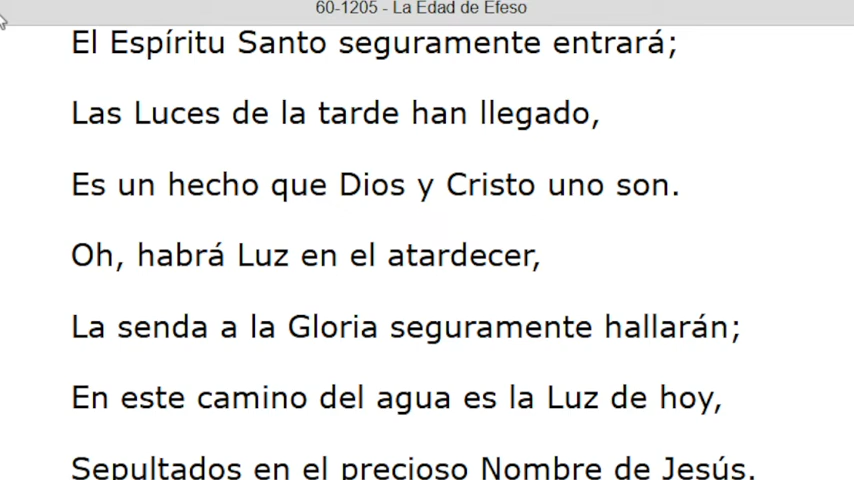 60-1205 - La Edad de Efeso
El Espíritu Santo seguramente entrará;
Las Luces de la tarde han llegado,
Es un hecho que Dios y Cristo uno son.
Oh, habrá Luz en el atardecer,
La senda a la Gloria seguramente hallarán;
En este camino del agua es la Luz de hoy,
Sepultados en el precioso Nombre de Jesús.